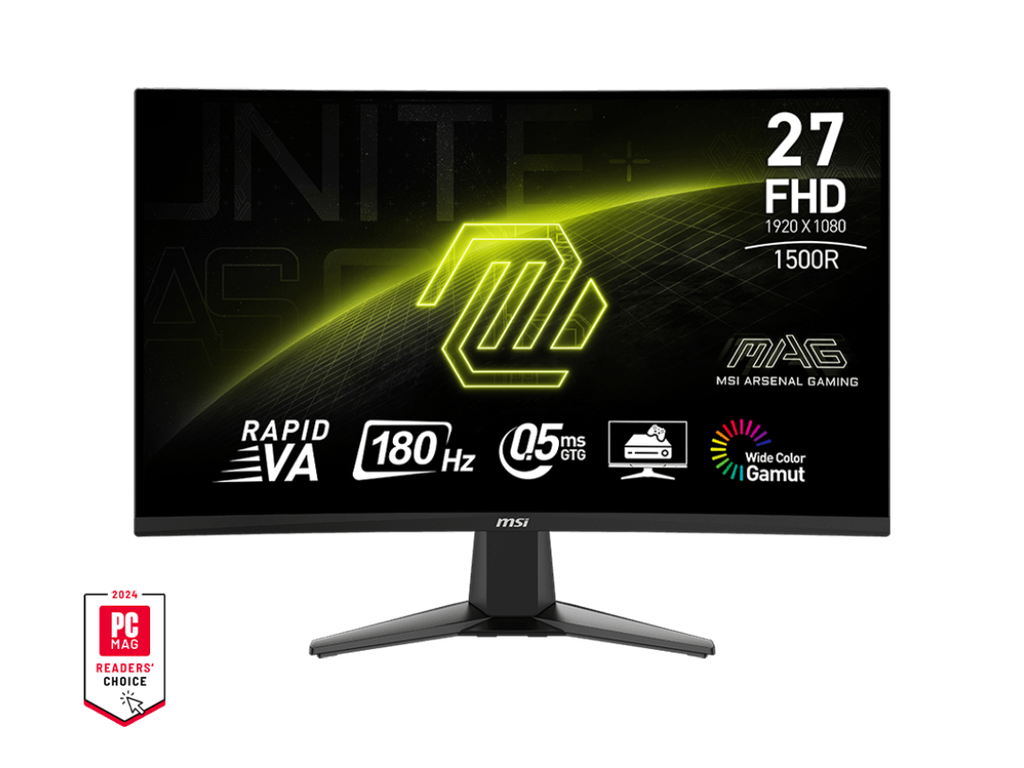 UNITE+
27
FHD
1920 X 1080
1500R
MAG
MSI ARSENAL GAMING
RAPID
VA
180 Hz
0.5 ms
GTG
Wide Color
Gamut
msi
2024
PC
MAG
READERS'
CHOICE